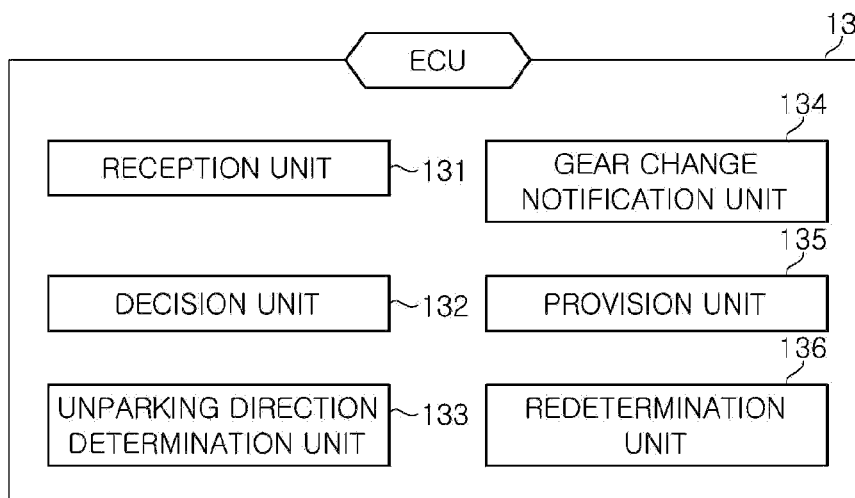 ECU
13
RECEPTION UNIT
131
134
GEAR CHANGE
NOTIFICATION UNIT
DECISION UNIT
132
135
PROVISION UNIT
UNPARKING DIRECTION
DETERMINATION UNIT
133
136
REDETERMINATION
UNIT